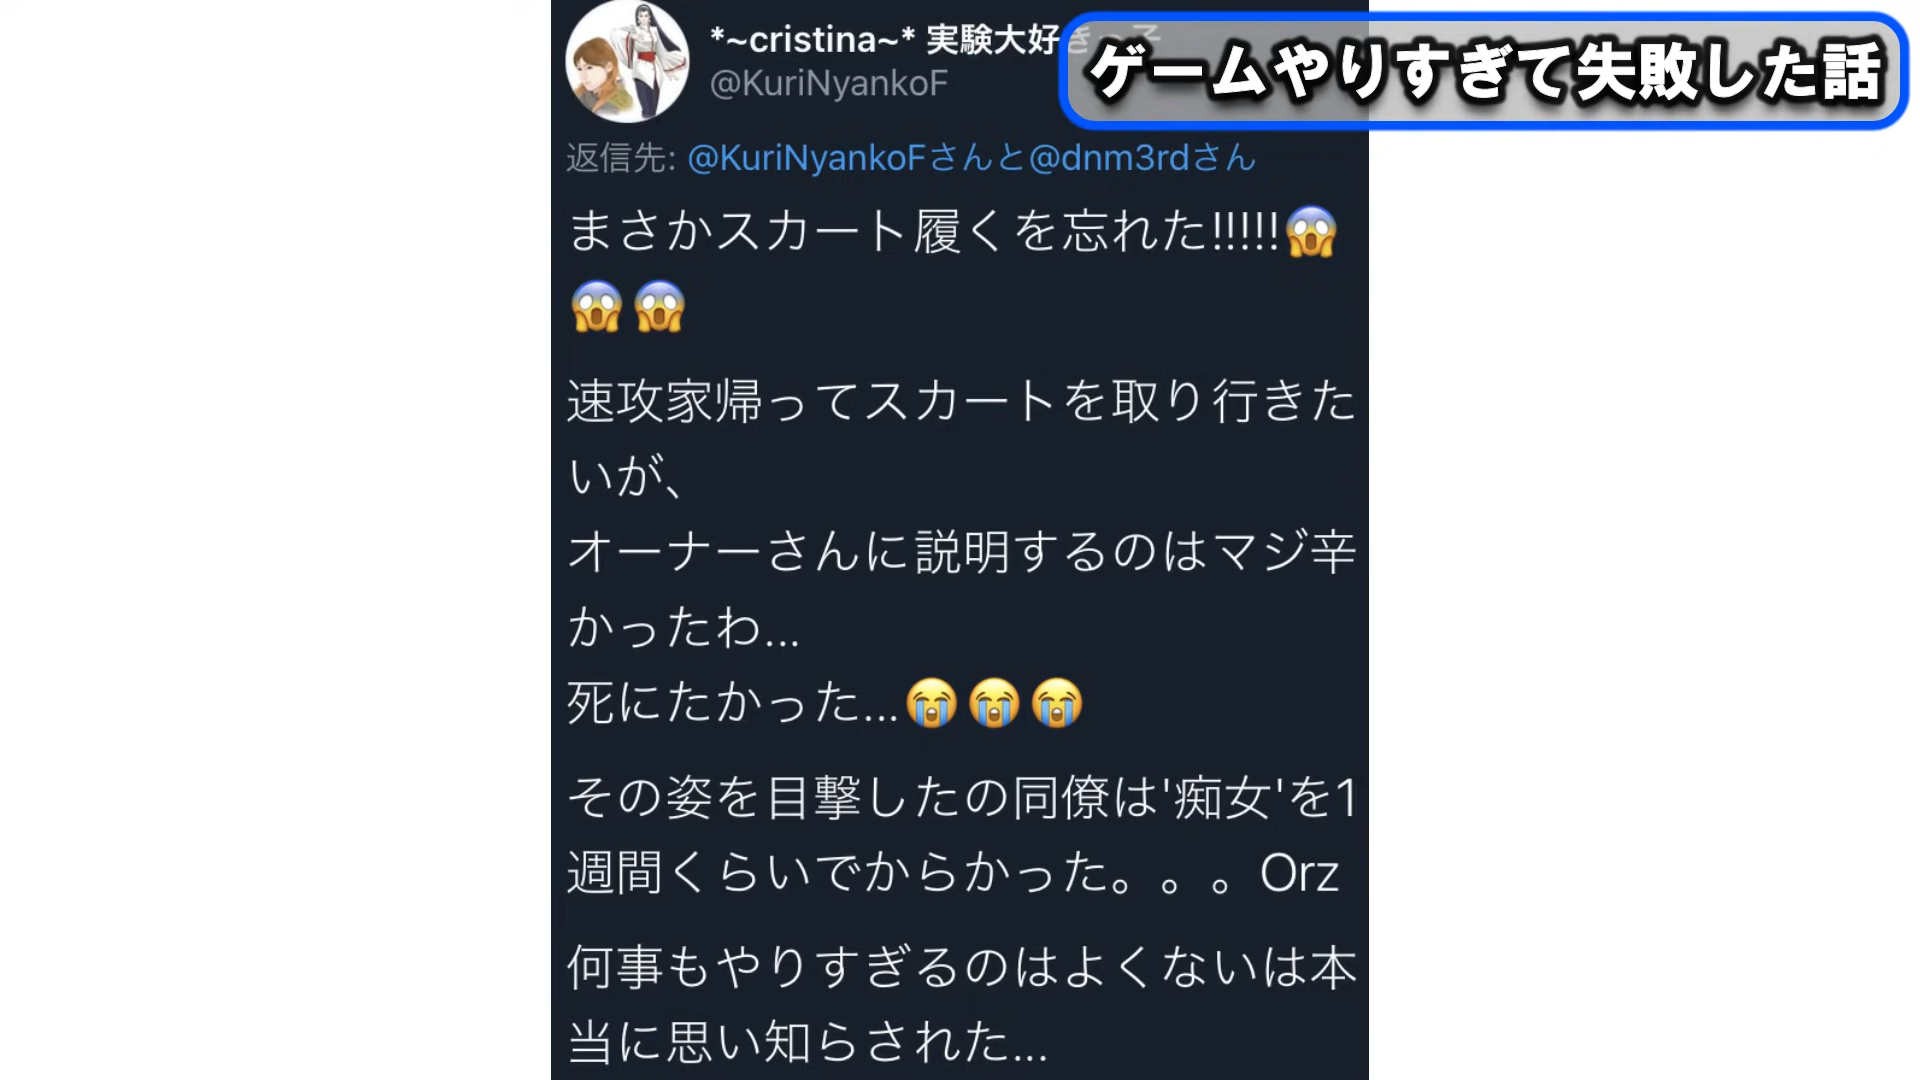 *~cristina~* 実験大好きっ子
@KuriNyankoF
ゲームやりすぎて失敗した話
返信先: @KuriNyankoFさんと@dnm3rdさん
まさかスカート履くを忘れた!!!!!😱
😱😱
速攻家帰ってスカートを取り行きた
いが、
オーナーさんに説明するのはマジ辛
かったわ...
死にたかった...😭😭😭
その姿を目撃したの同僚は'痴女'を1
週間くらいでからかった。。。Orz
何事もやりすぎるのはよくないは本
当に思い知らされた...